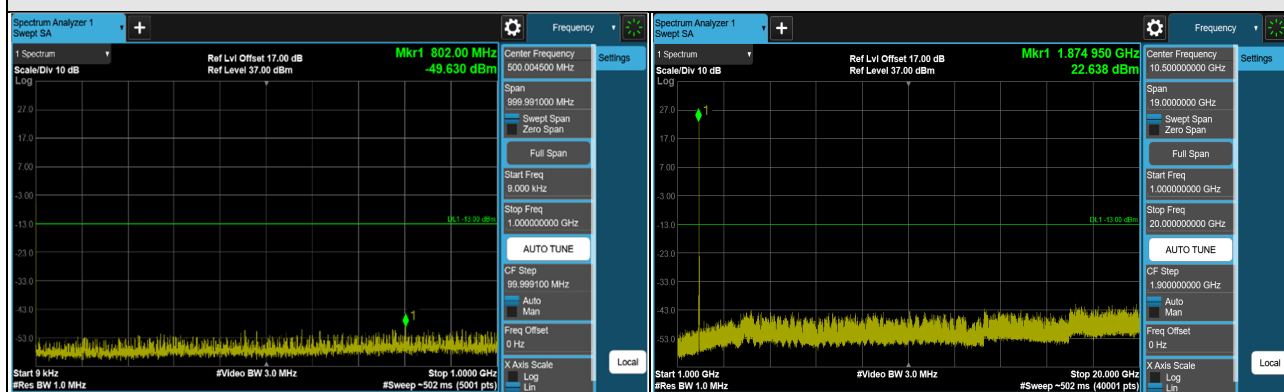 Spectrum Analyzer 1
Swept SA
+
Frequency
1 Spectrum
Scale/Div 10 dB
Log
Ref Lvl Offset 17.00 dB
Ref Level 37.00 dBm
Mkr1 802.00 MHz
-49.630 dBm
27.0
17.0
7.00
-3.00
-13.0
-23.0
-33.0
-43.0
-53.0
DL1 -13.00 dBm
1
Start 9 kHz
#Res BW 1.0 MHz
#Video BW 3.0 MHz
Stop 1.0000 GHz
#Sweep ~502 ms (5001 pts)
Center Frequency
500.004500 MHz
Span
999.991000 MHz
Swept Span
Zero Span
Full Span
Start Freq
9.000 kHz
Stop Freq
1.000000000 GHz
AUTO TUNE
CF Step
99.999100 MHz
Auto
Man
Freq Offset
0 Hz
X Axis Scale
Log
Lin
Settings
Local
Spectrum Analyzer 1
Swept SA
+
Frequency
1 Spectrum
Scale/Div 10 dB
Log
Ref Lvl Offset 17.00 dB
Ref Level 37.00 dBm
Mkr1 1.874 950 GHz
22.638 dBm
27.0
17.0
7.00
-3.00
-13.0
-23.0
-33.0
-43.0
-53.0
DL1 -13.00 dBm
1
Start 1.000 GHz
#Res BW 1.0 MHz
#Video BW 3.0 MHz
Stop 20.000 GHz
#Sweep ~502 ms (40001 pts)
Center Frequency
10.500000000 GHz
Span
19.0000000 GHz
Swept Span
Zero Span
Full Span
Start Freq
1.000000000 GHz
Stop Freq
20.000000000 GHz
AUTO TUNE
CF Step
1.900000000 GHz
Auto
Man
Freq Offset
0 Hz
X Axis Scale
Log
Lin
Settings
Local